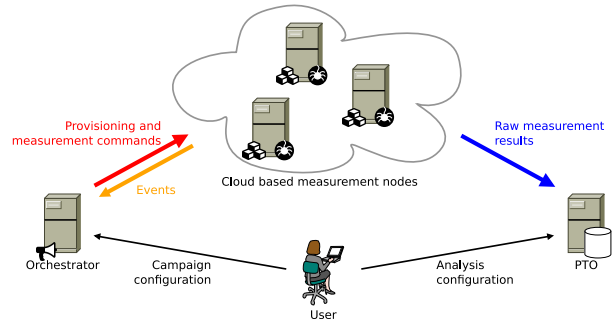 Provisioning and
measurement commands
Raw measurement
results
Events
Cloud based measurement nodes
Orchestrator
Campaign
configuration
User
Analysis
configuration
PTO